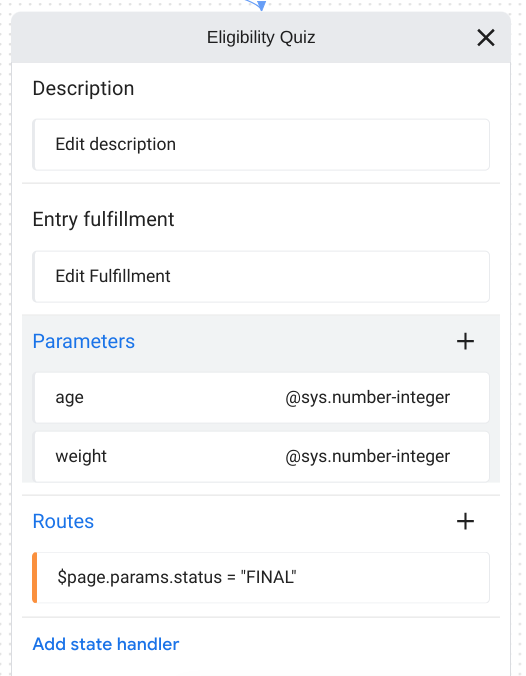 Eligibility Quiz
Description
Edit description
Entry fulfillment
Edit Fulfillment
Parameters
age @sys.number-integer
weight @sys.number-integer
Routes
$page.params.status = "FINAL"
Add state handler